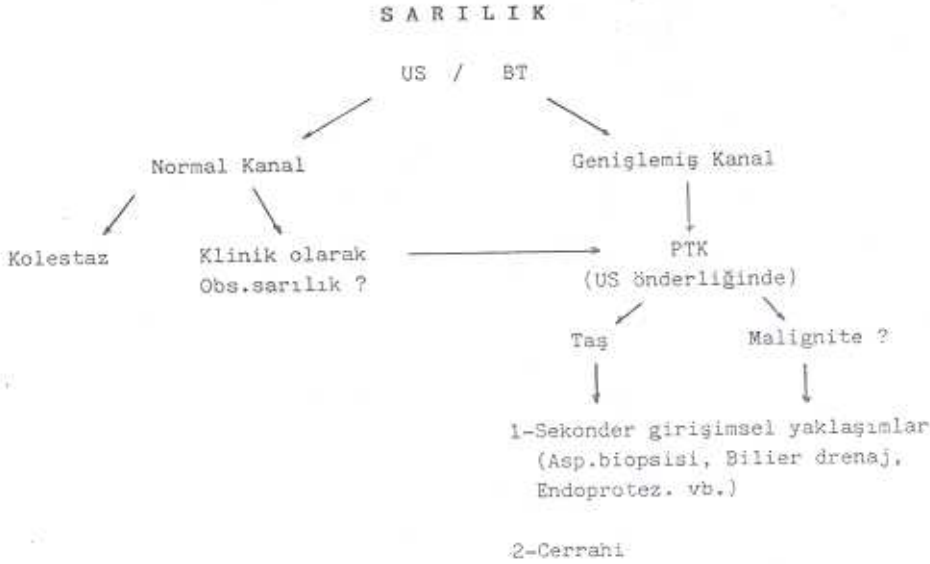 S A R I L I K
US / BT
Normal Kanal
Genişlemiş Kanal
Kolestaz
Klinik olarak
Obs.sarılık ?
PTK
(US önderliğinde)
Taş
Malignite ?
1-Sekonder girişimsel yaklaşımlar
(Asp.biopsisi, Bilier drenaj,
Endoprotez. vb.)
2-Cerrahi